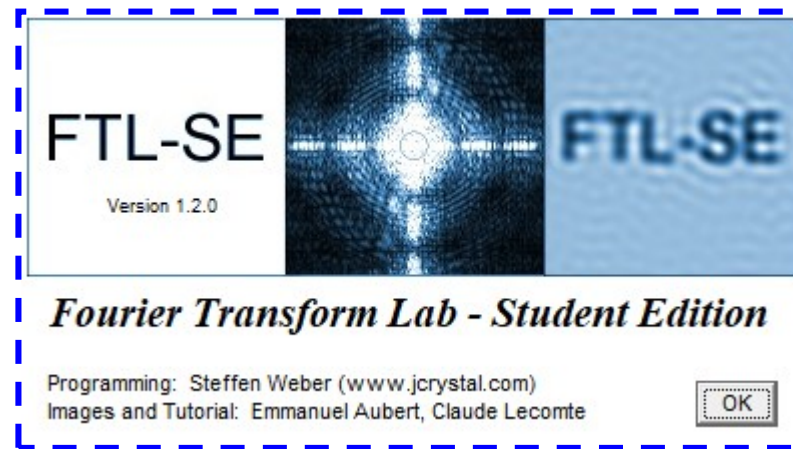 FTL-SE
Version 1.2.0
FTL-SE
Fourier Transform Lab - Student Edition
Programming: Steffen Weber (www.jcrystal.com)
Images and Tutorial: Emmanuel Aubert, Claude Lecomte
OK